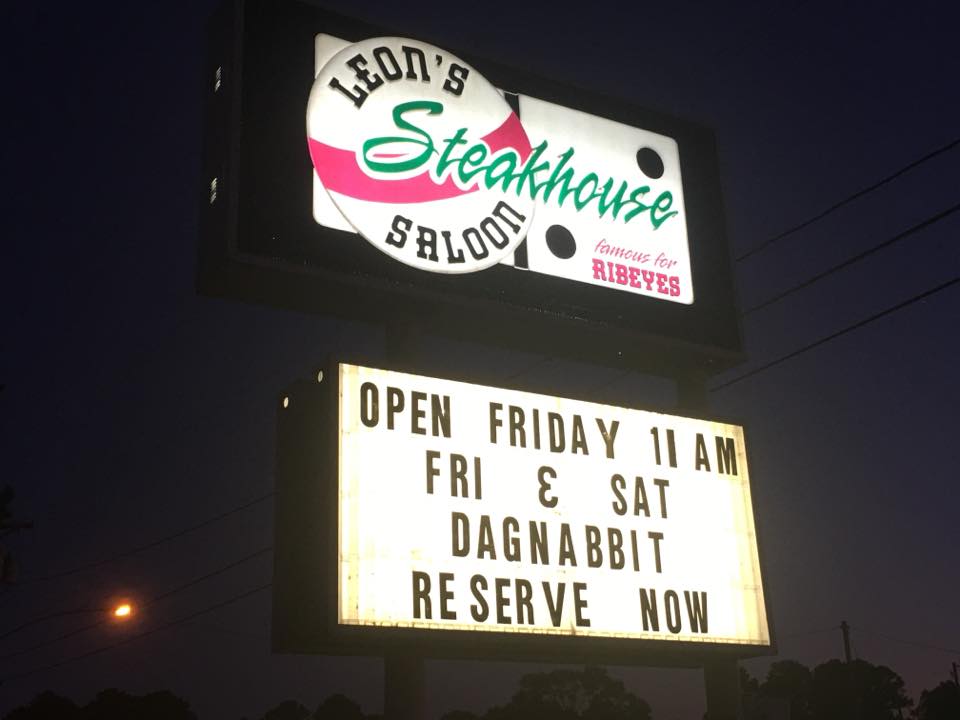 LEON'S
Steakhouse
SALOON
famous for
RIBEYES
OPEN FRIDAY 11 AM
FRI & SAT
DAGNABBIT
RESERVE NOW